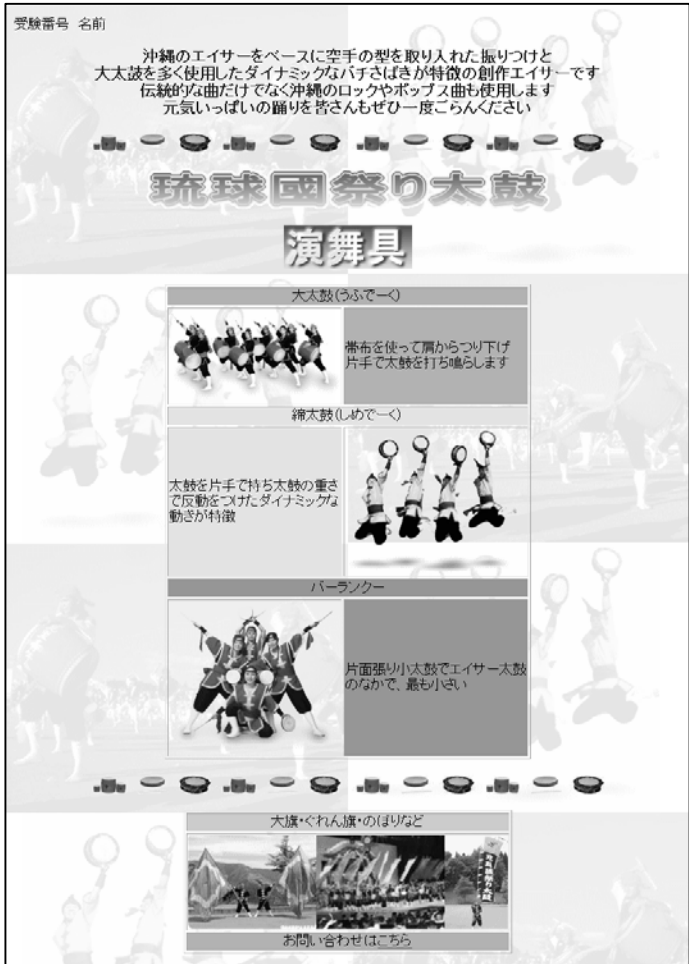 受験番号 名前
沖縄のエイサーをベースに空手の型を取り入れた振りつけと
大太鼓を多く使用したダイナミックなバチさばきが特徴の創作エイサーです
伝統的な曲だけでなく沖縄のロックやポップス曲も使用します
元気いっぱいの踊りを皆さんもぜひ一度ごらんください
琉球國祭り太鼓
演舞具
大太鼓(うふでーく)
帯布を使って肩からつり下げ
片手で太鼓を打ち鳴らします
締太鼓(しめでーく)
太鼓を片手で持ち太鼓の重さ
で反動をつけたダイナミックな
動きが特徴
パーランクー
片面張り小太鼓でエイサー太鼓
のなかで、最も小さい
大旗・ぐれん旗・のぼりなど
琉球國祭り太鼓
お問い合わせはこちら